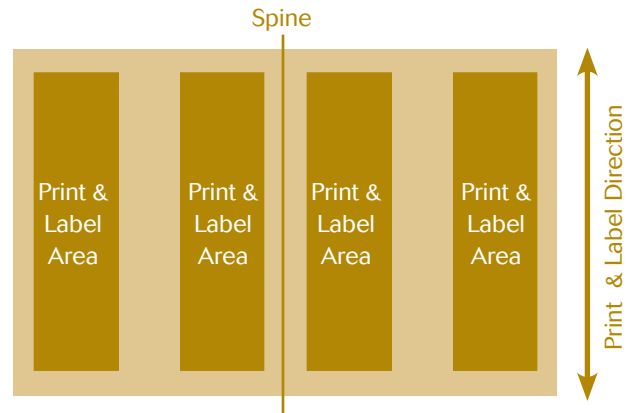 Spine
Print &
Label
Area
Print &
Label
Area
Print &
Label
Area
Print &
Label
Area
Print & Label Direction